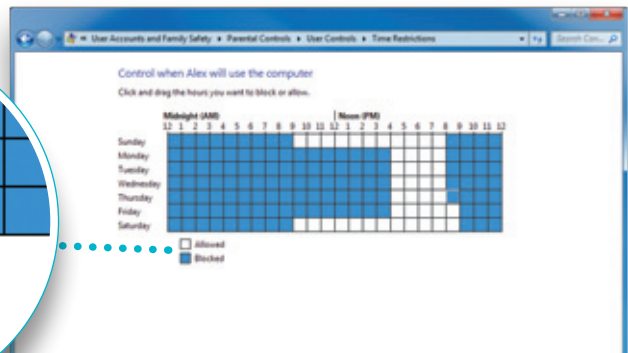 « User Accounts and Family Safety ▸ Parental Controls ▸ User Controls ▸ Time Restrictions
Search Con...
Control when Alex will use the computer
Click and drag the hours you want to block or allow.
Midnight (AM) Noon (PM)
12 1 2 3 4 5 6 7 8 9 10 11 12 1 2 3 4 5 6 7 8 9 10 11 12
Sunday
Monday
Tuesday
Wednesday
Thursday
Friday
Saturday
Allowed
Blocked